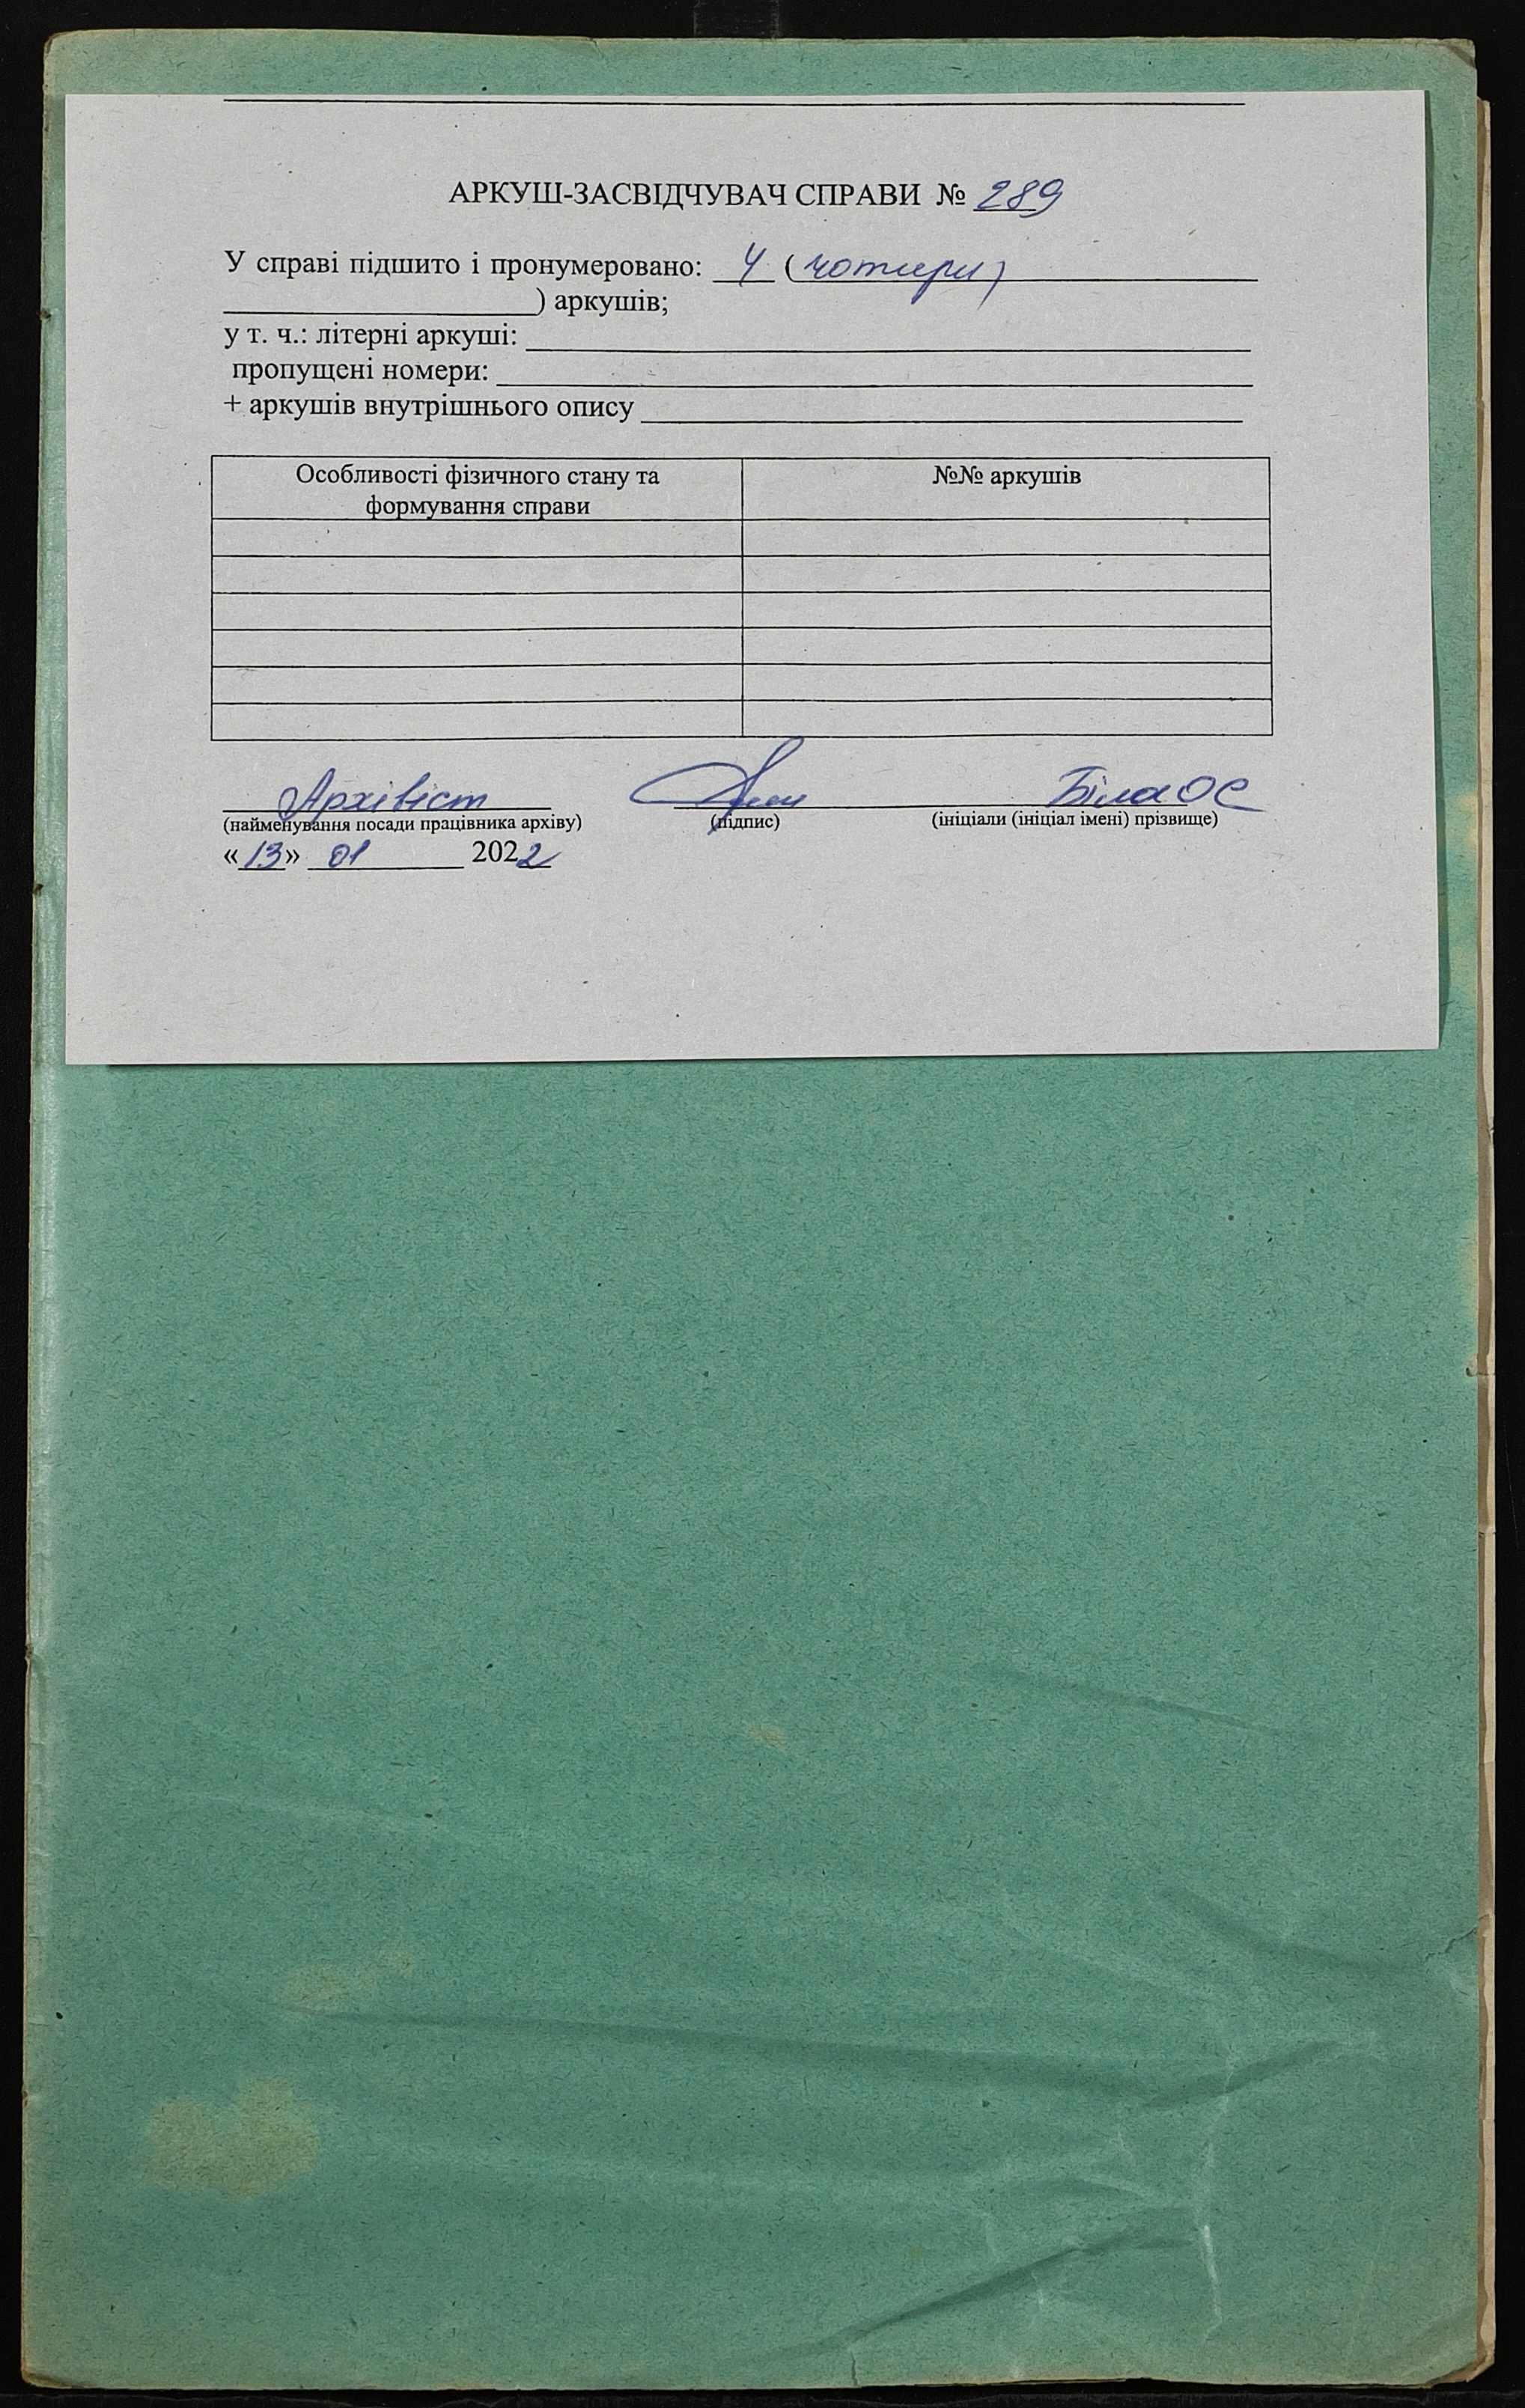 АРКУШ-ЗАСВІДЧУВАЧ СПРАВИ № 289
У справі підшито і пронумеровано: 4 (чотири)
) аркушів;
у т. ч.: літерні аркуші:
пропущені номери:
+ аркушів внутрішнього опису
Особливості фізичного стану та формування справи	№№ аркушів
Архівіст Біла ОС
(найменування посади працівника архіву) (підпис) (ініціали (ініціал імені) прізвище)
«13» 01 2022